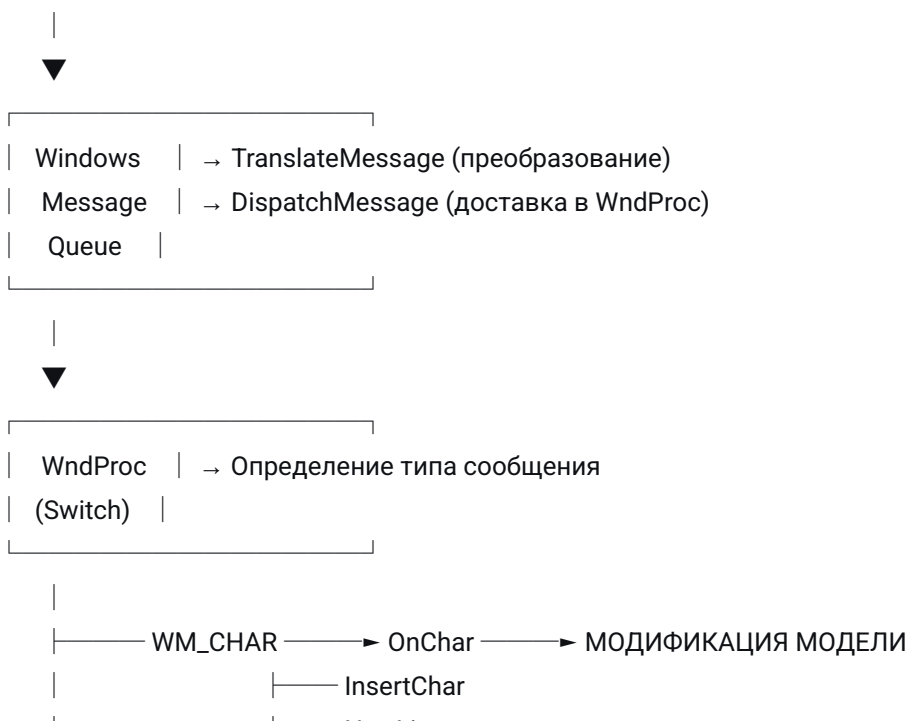 Windows → TranslateMessage (преобразование)
Message → DispatchMessage (доставка в WndProc)
Queue
WndProc → Определение типа сообщения
(Switch)
WM_CHAR ► OnChar ► МОДИФИКАЦИЯ МОДЕЛИ
InsertChar